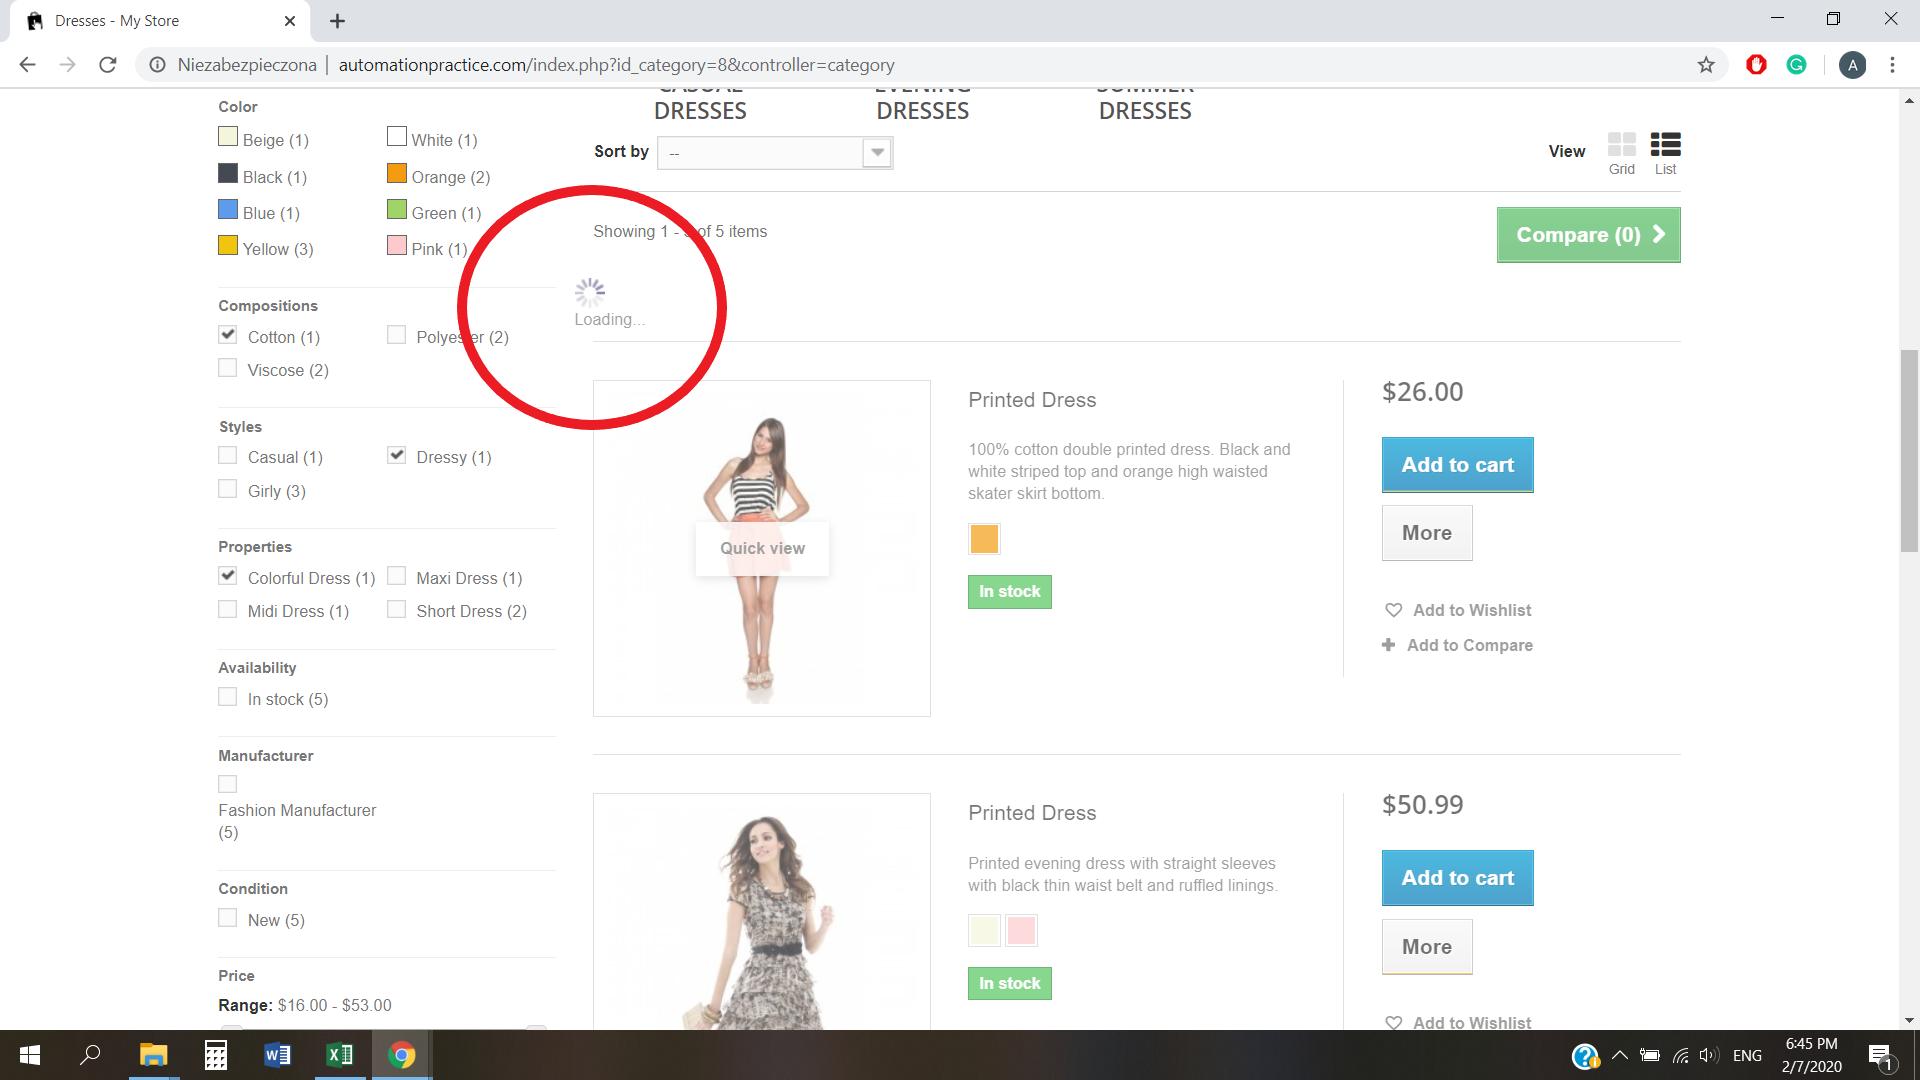 Dresses - My Store
Niezabezpieczona | automationpractice.com/index.php?id_category=8&controller=category
A
CASUAL DRESSES
EVENING DRESSES
SUMMER DRESSES
Sort by --
View
Grid
List
Showing 1 - 5 of 5 items
Compare (0)
Loading...
Color
Beige (1)
White (1)
Black (1)
Orange (2)
Blue (1)
Green (1)
Yellow (3)
Pink (1)
Compositions
Cotton (1)
Polyester (2)
Viscose (2)
Styles
Casual (1)
Dressy (1)
Girly (3)
Properties
Colorful Dress (1)
Maxi Dress (1)
Midi Dress (1)
Short Dress (2)
Availability
In stock (5)
Manufacturer
Fashion Manufacturer
(5)
Condition
New (5)
Price
Range: $16.00 - $53.00
Quick view
Printed Dress
100% cotton double printed dress. Black and
white striped top and orange high waisted
skater skirt bottom.
In stock
$26.00
Add to cart
More
Add to Wishlist
Add to Compare
Printed Dress
Printed evening dress with straight sleeves
with black thin waist belt and ruffled linings.
In stock
$50.99
Add to cart
More
Add to Wishlist
ENG
6:45 PM
2/7/2020
1